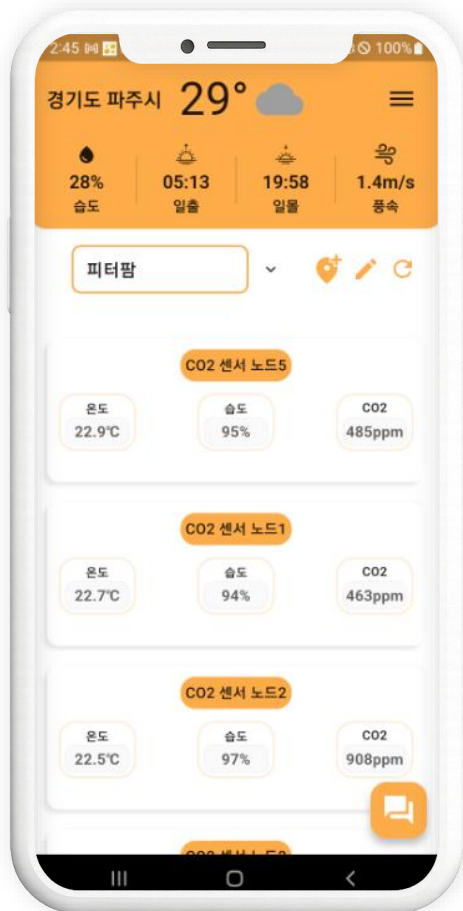 2:45
100%
경기도 파주시 29°
28% 05:13 19:58 1.4m/s
습도 일출 일몰 풍속
피터팜
CO2 센서 노드5
온도 습도 CO2
22.9℃ 95% 485ppm
CO2 센서 노드1
온도 습도 CO2
22.7℃ 94% 463ppm
CO2 센서 노드2
온도 습도 CO2
22.5℃ 97% 908ppm